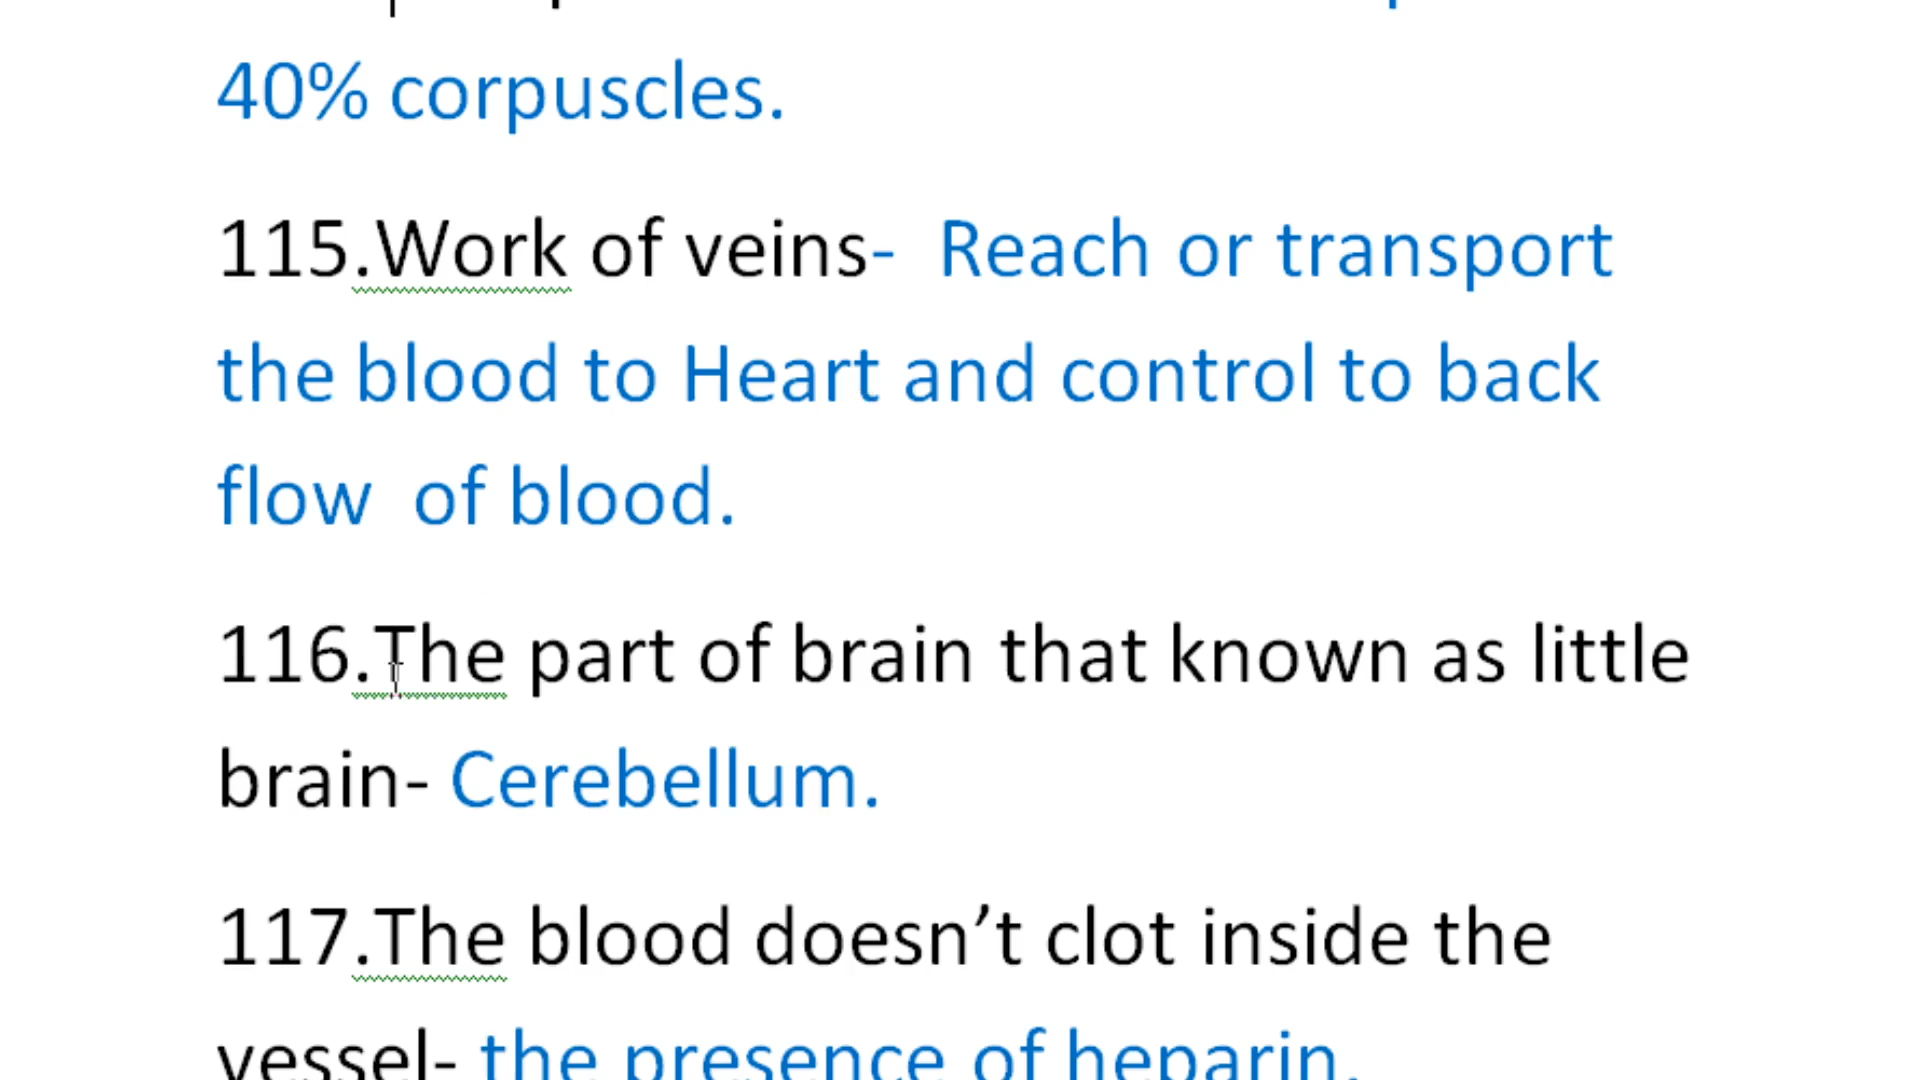 40% corpuscles.
115.Work of veins-  Reach or transport
the blood to Heart and control to back
flow  of blood.
116.The part of brain that known as little
brain- Cerebellum.
117.The blood doesn’t clot inside the
vessel- the presence of heparin.